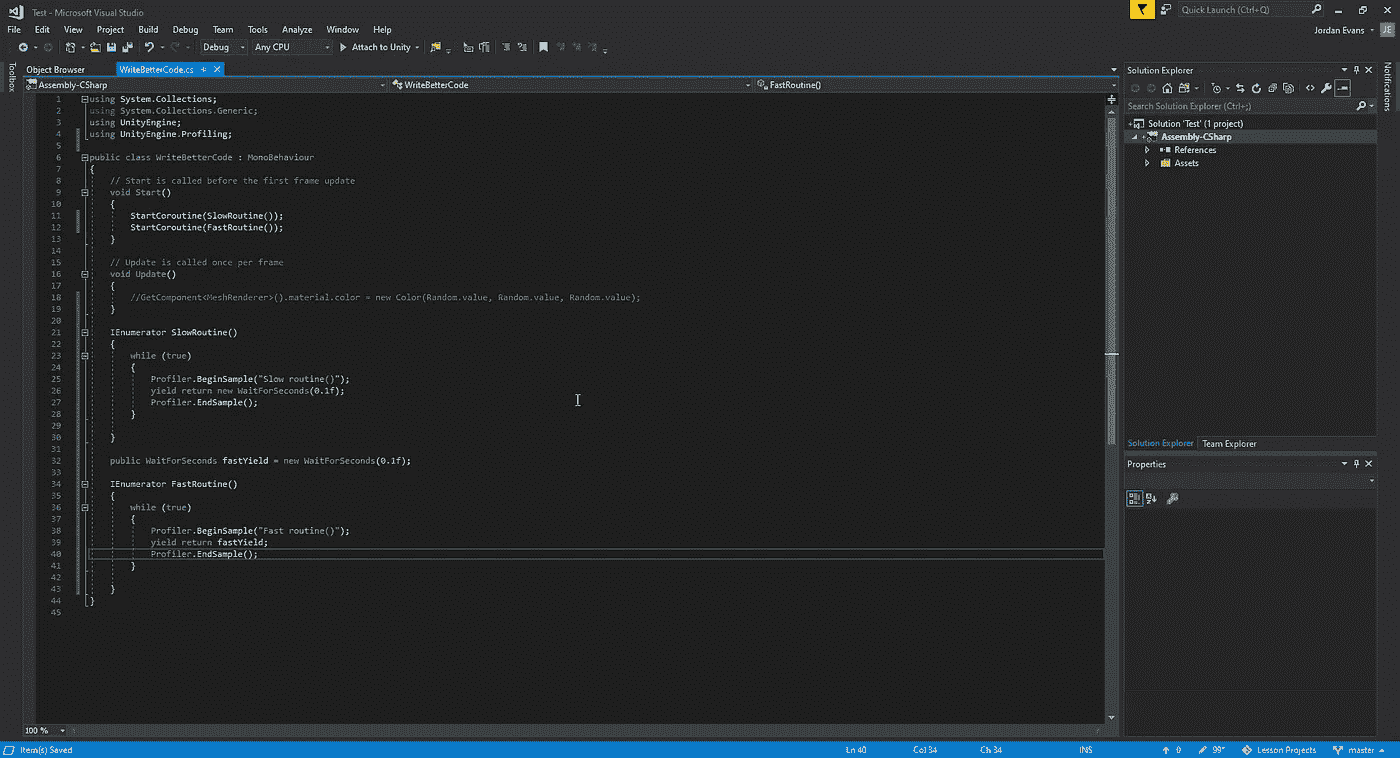 Test - Microsoft Visual Studio
Quick Launch (Ctrl+Q)
File Edit View Project Build Debug Team Tools Analyze Window Help
Jordan Evans JE
Debug Any CPU Attach to Unity
Toolbox
Object Browser WriteBetterCode.cs
Assembly-CSharp WriteBetterCode FastRoutine()
1 using System.Collections;
2 using System.Collections.Generic;
3 using UnityEngine;
4 using UnityEngine.Profiling;
5
6 public class WriteBetterCode : MonoBehaviour
7 {
8 // Start is called before the first frame update
9 void Start()
10 {
11 StartCoroutine(SlowRoutine());
12 StartCoroutine(FastRoutine());
13 }
14
15 // Update is called once per frame
16 void Update()
17 {
18 //GetComponent<MeshRenderer>().material.color = new Color(Random.value, Random.value, Random.value);
19 }
20
21 IEnumerator SlowRoutine()
22 {
23 while (true)
24 {
25 Profiler.BeginSample("Slow routine()");
26 yield return new WaitForSeconds(0.1f);
27 Profiler.EndSample();
28 }
29
30 }
31
32 public WaitForSeconds fastYield = new WaitForSeconds(0.1f);
33
34 IEnumerator FastRoutine()
35 {
36 while (true)
37 {
38 Profiler.BeginSample("Fast routine()");
39 yield return fastYield;
40 Profiler.EndSample();
41 }
42
43 }
44 }
45
100 %
Solution Explorer
Search Solution Explorer (Ctrl+;)
Solution 'Test' (1 project)
Assembly-CSharp
References
Assets
Solution Explorer Team Explorer
Properties
Notifications
Item(s) Saved Ln 40 Col 34 Ch 34 INS 0 99* Lesson Projects master